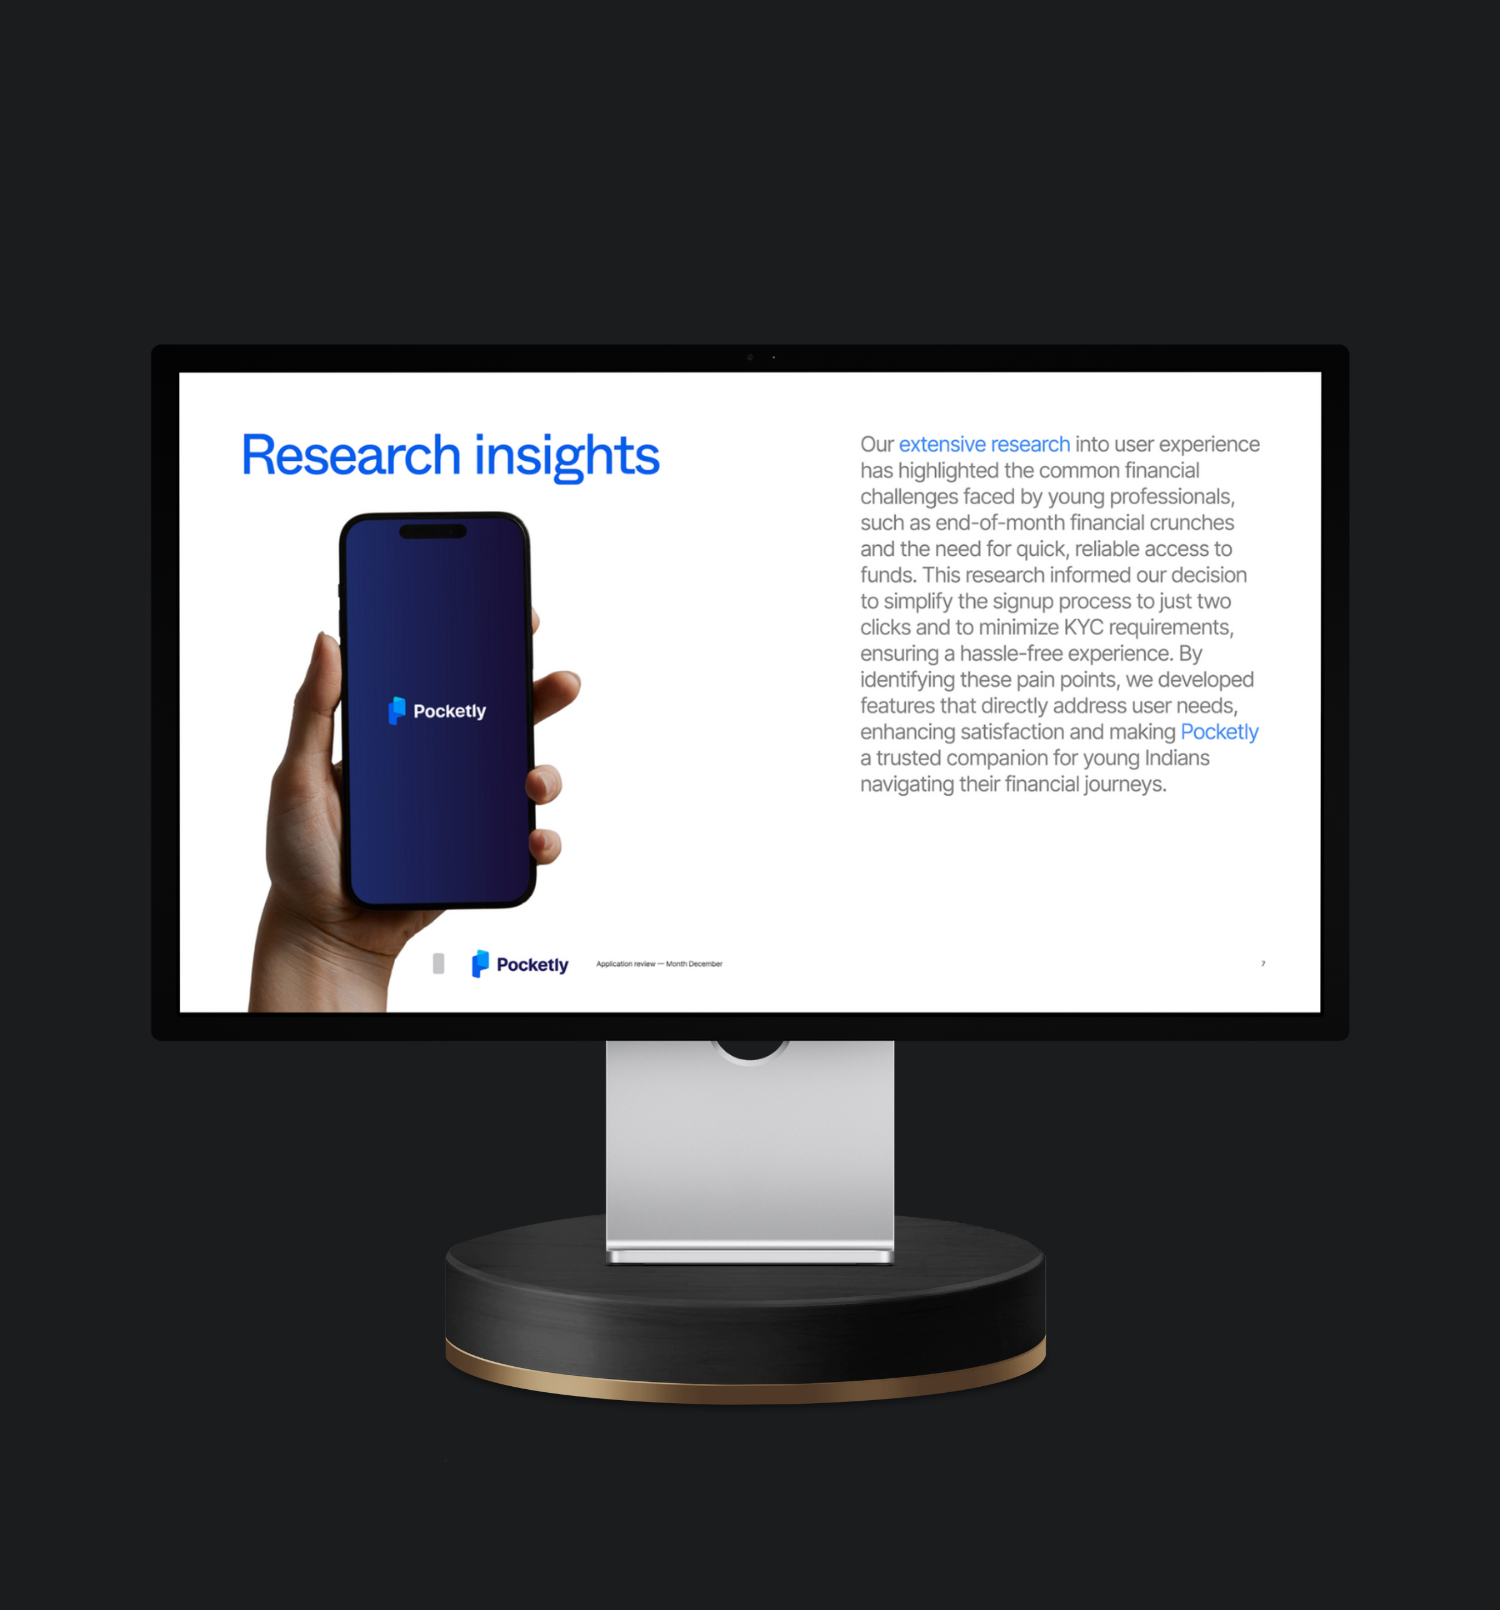 Research insights
Pocketly
Our extensive research into user experience
has highlighted the common financial
challenges faced by young professionals,
such as end-of-month financial crunches
and the need for quick, reliable access to
funds. This research informed our decision
to simplify the signup process to just two
clicks and to minimize KYC requirements,
ensuring a hassle-free experience. By
identifying these pain points, we developed
features that directly address user needs,
enhancing satisfaction and making Pocketly
a trusted companion for young Indians
navigating their financial journeys.
Pocketly
Application review — Month December
7